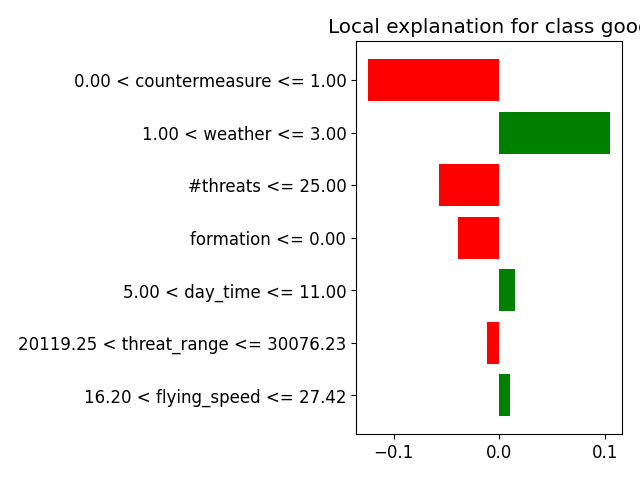 Local explanation for class goo
0.00 < countermeasure <= 1.00
1.00 < weather <= 3.00
#threats <= 25.00
formation <= 0.00
5.00 < day_time <= 11.00
20119.25 < threat_range <= 30076.23
16.20 < flying_speed <= 27.42
−0.1 0.0 0.1